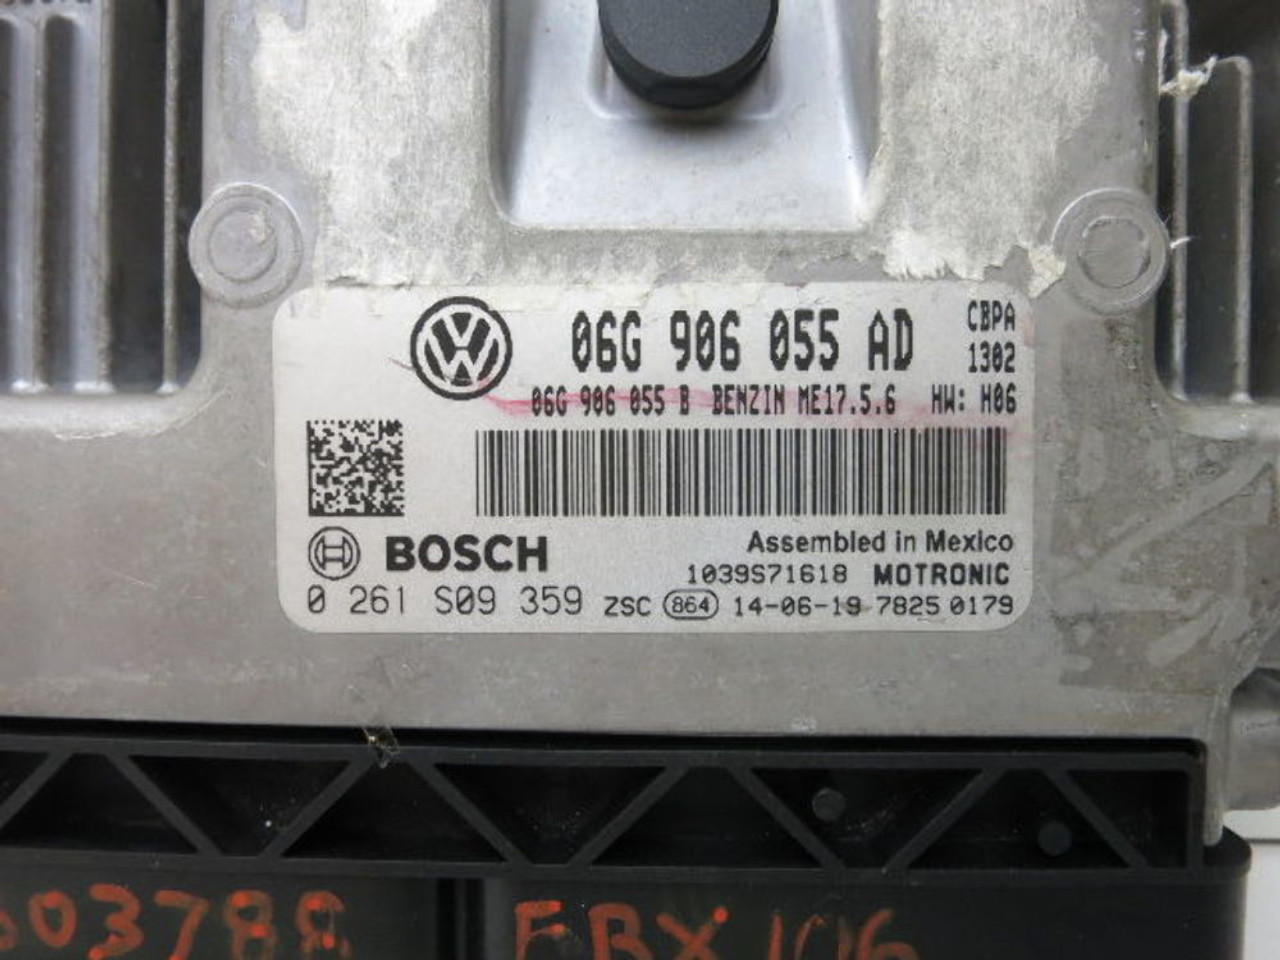 06G 906 055 AD
CBPA
1302
06G 906 055 B BENZIN ME17.5.6 HW: H06
BOSCH
Assembled in Mexico
1039S71618 MOTRONIC
0 261 S09 359 ZSC 864 14-06-19 7825 0179
03788